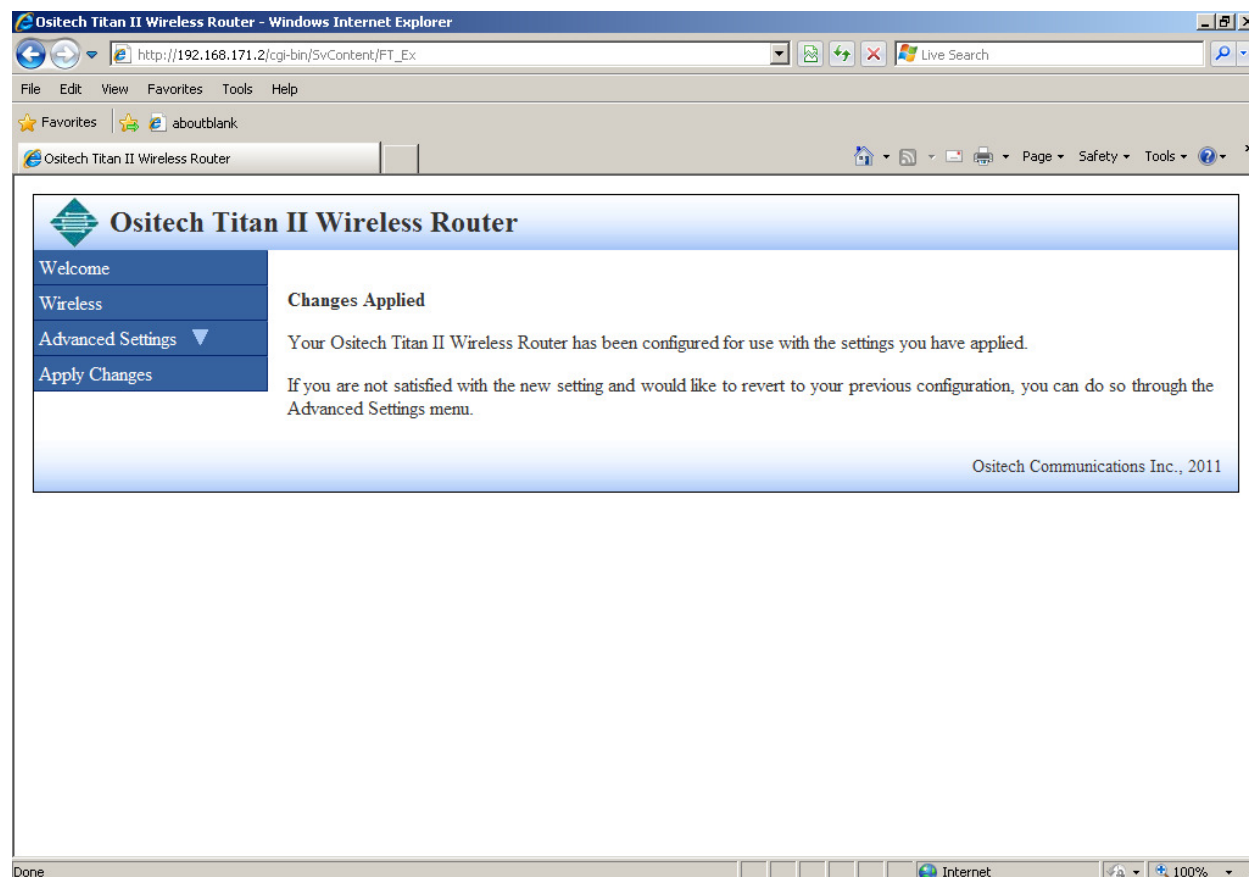 Ositech Titan II Wireless Router - Windows Internet Explorer
http://192.168.171.2/cgi-bin/SvContent/FT_Ex
Live Search
File Edit View Favorites Tools Help
Favorites aboutblank
Ositech Titan II Wireless Router
Page Safety Tools
Ositech Titan II Wireless Router
Welcome
Wireless
Advanced Settings
Apply Changes
Changes Applied
Your Ositech Titan II Wireless Router has been configured for use with the settings you have applied.
If you are not satisfied with the new setting and would like to revert to your previous configuration, you can do so through the
Advanced Settings menu.
Ositech Communications Inc., 2011
Done Internet 100%